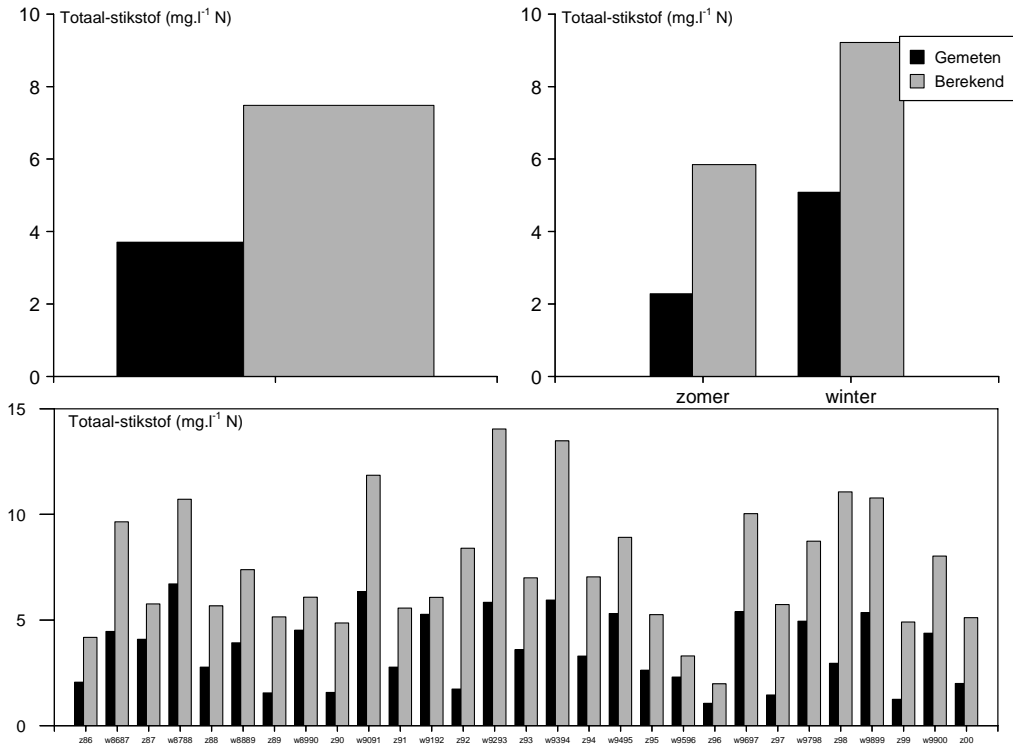 Totaal-stikstof (mg.l⁻¹ N)
10
8
6
4
2
0
Totaal-stikstof (mg.l⁻¹ N)
10
8
6
4
2
0
Gemeten
Berekend
zomer winter
Totaal-stikstof (mg.l⁻¹ N)
15
10
5
0
z86 w8687 z87 w8788 z88 w8889 z89 w8990 z90 w9091 z91 w9192 z92 w9293 z93 w9394 z94 w9495 z95 w9596 z96 w9697 z97 w9798 z98 w9899 z99 w9900 z00